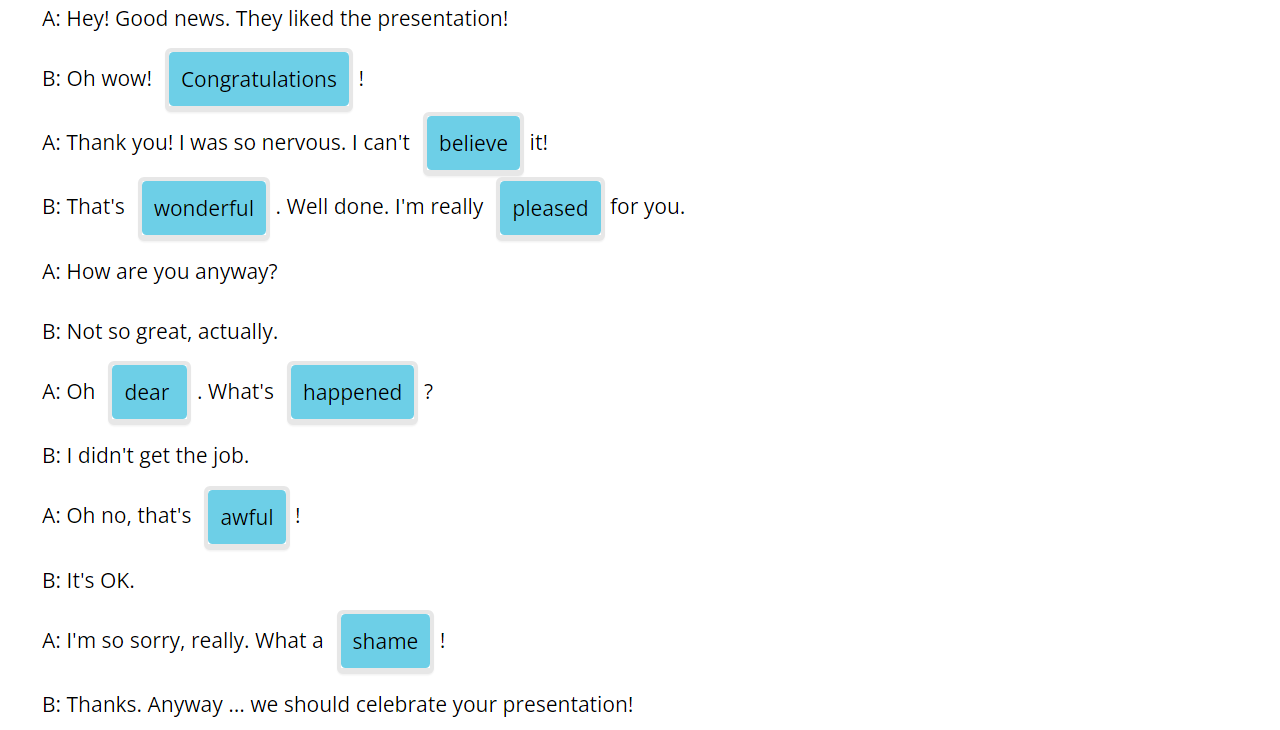 A: Hey! Good news. They liked the presentation!
B: Oh wow! Congratulations !
A: Thank you! I was so nervous. I can't believe it!
B: That's wonderful . Well done. I'm really pleased for you.
A: How are you anyway?
B: Not so great, actually.
A: Oh dear . What's happened ?
B: I didn't get the job.
A: Oh no, that's awful !
B: It's OK.
A: I'm so sorry, really. What a shame !
B: Thanks. Anyway ... we should celebrate your presentation!